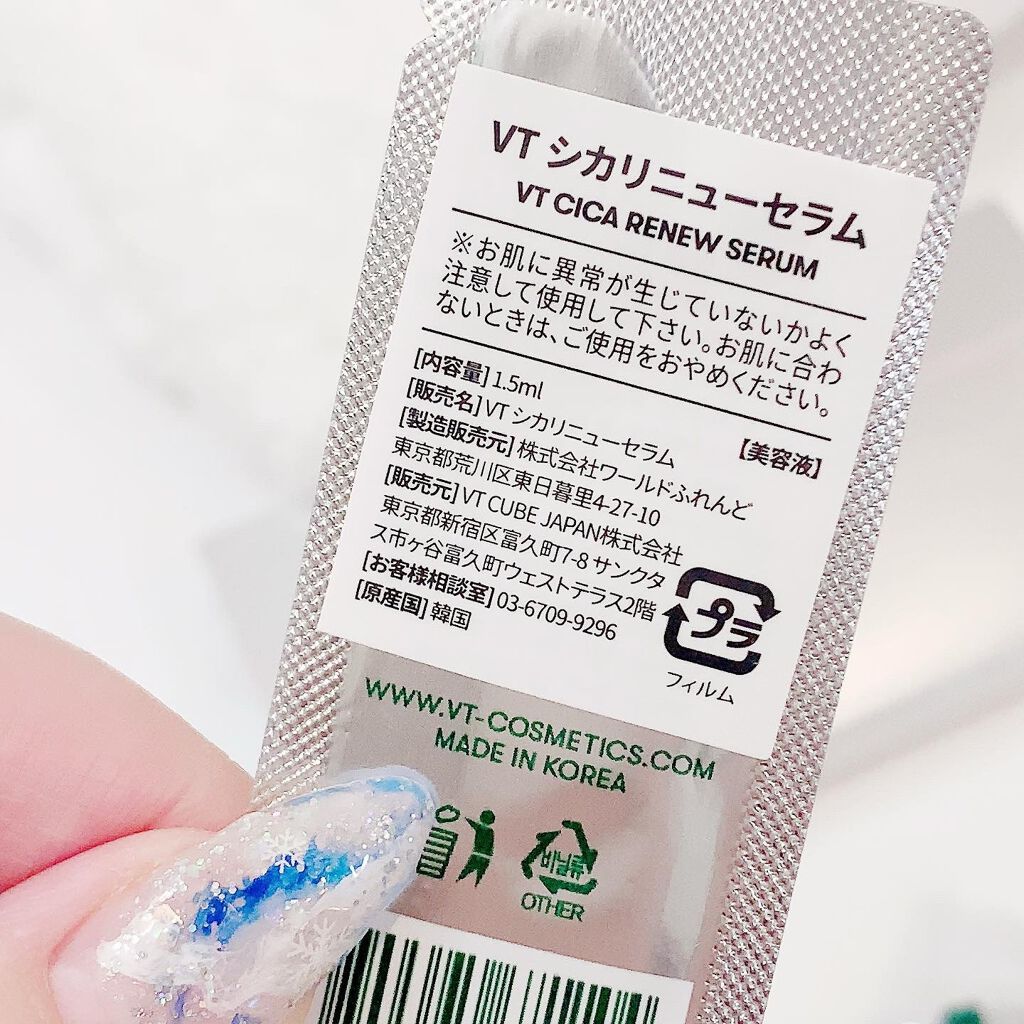 VT シカリニューセラム
VT CICA RENEW SERUM
※お肌に異常が生じていないかよく
注意して使用して下さい。お肌に合わ
ないときは、ご使用をおやめください。
[内容量] 1.5ml
【美容液】
[販売名] VT シカリニューセラム
[製造販売元] 株式会社ワールドふれんど
東京都荒川区東日暮里4-27-10
[販売元] VT CUBE JAPAN株式会社
東京都新宿区富久町7-8 サンクタ
ス市ヶ谷富久町ウェストテラス2階
[お客様相談室] 03-6709-9296
[原産国] 韓国
プラ
フィルム
WWW.VT-COSMETICS.COM
MADE IN KOREA
비닐류
OTHER